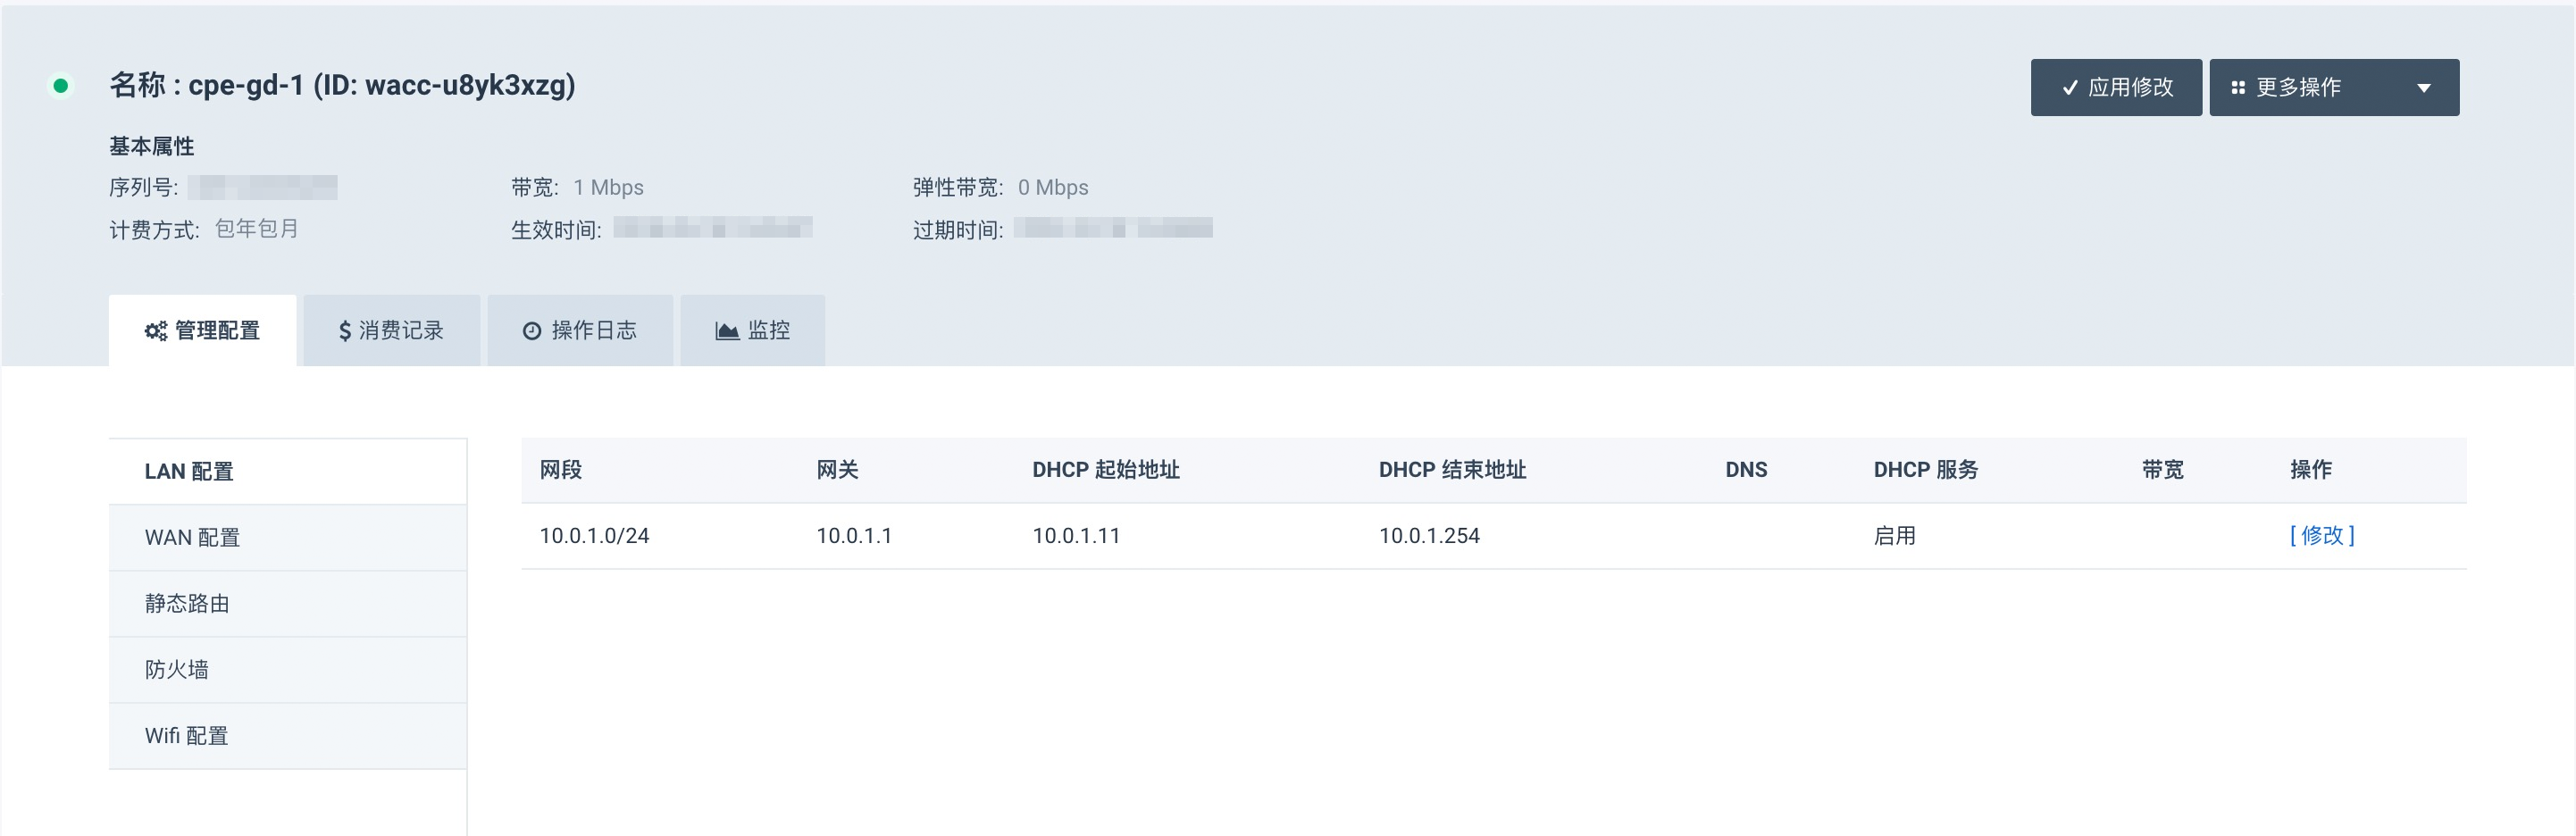 名称 : cpe-gd-1 (ID: wacc-u8yk3xzg)
应用修改
更多操作
基本属性
序列号:
带宽: 1 Mbps
弹性带宽: 0 Mbps
计费方式: 包年包月
生效时间:
过期时间:
管理配置
消费记录
操作日志
监控
LAN 配置
WAN 配置
静态路由
防火墙
Wifi 配置
网段 网关 DHCP 起始地址 DHCP 结束地址 DNS DHCP 服务 带宽 操作
10.0.1.0/24 10.0.1.1 10.0.1.11 10.0.1.254 启用 [ 修改 ]